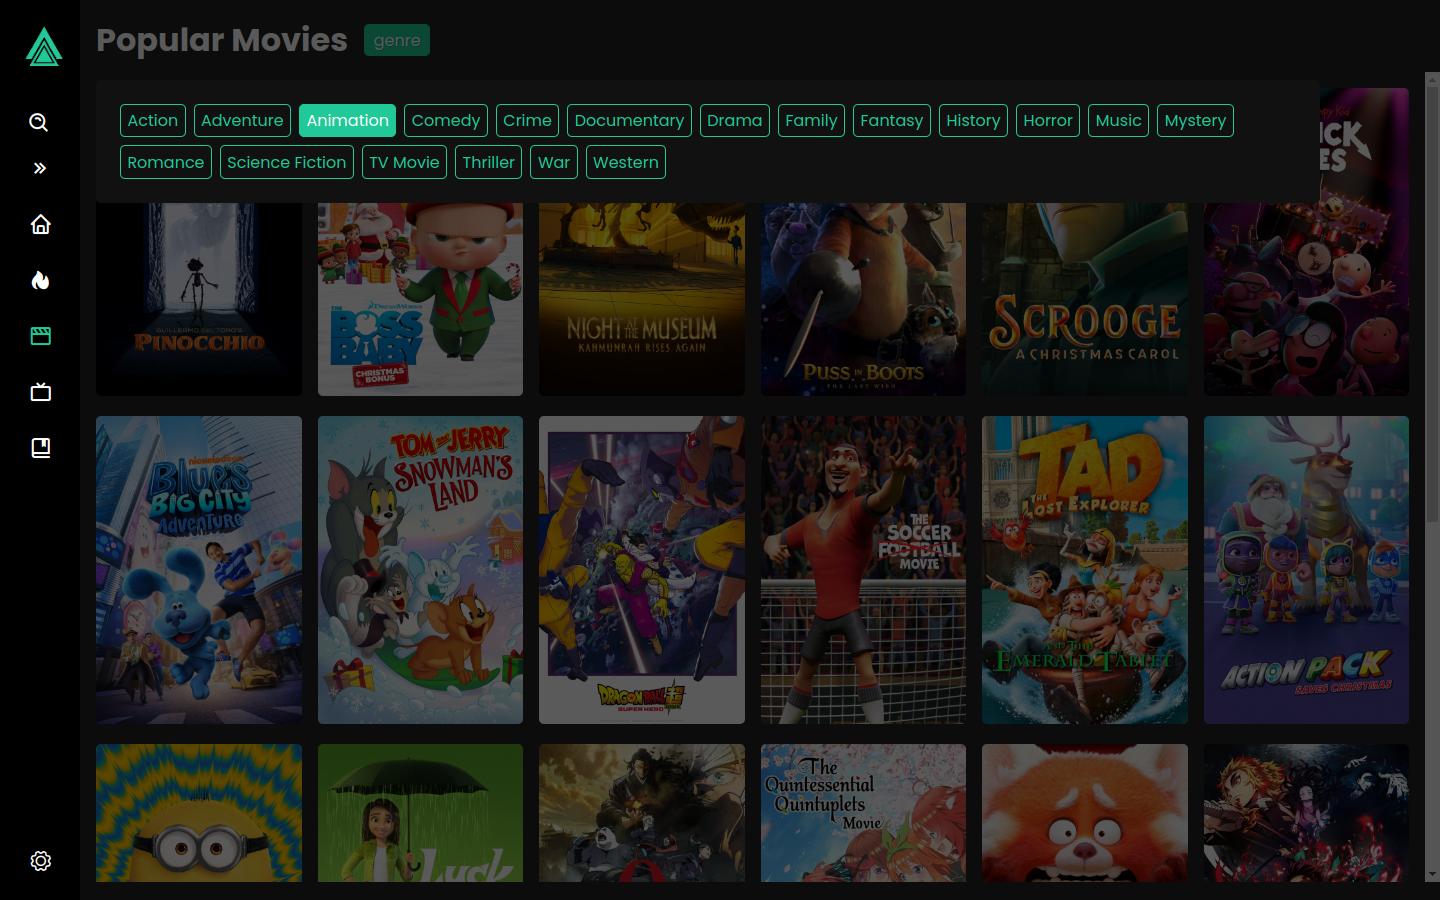 Popular Movies genre
Action Adventure Animation Comedy Crime Documentary Drama Family Fantasy History Horror Music Mystery
Romance Science Fiction TV Movie Thriller War Western
GUILLERMO DEL TORO'S
PINOCCHIO
THE
BOSS
BABY
CHRISTMAS
BONUS
NIGHT AT THE MUSEUM
KAHMUNRAH RISES AGAIN
PUSS IN BOOTS
THE LAST WISH
SCROOGE
A CHRISTMAS CAROL
nickelodeon
Blue's
BIG CITY
Adventure
TOM AND JERRY
SNOWMAN'S
LAND
DRAGON BALL
SUPER HERO
THE
SOCCER
FOOTBALL
MOVIE
TAD
THE
LOST EXPLORER
AND THE
EMERALD TABLET
ACTION PACK
SAVES CHRISTMAS
Luck
The
Quintessential
Quintuplets
Movie
0